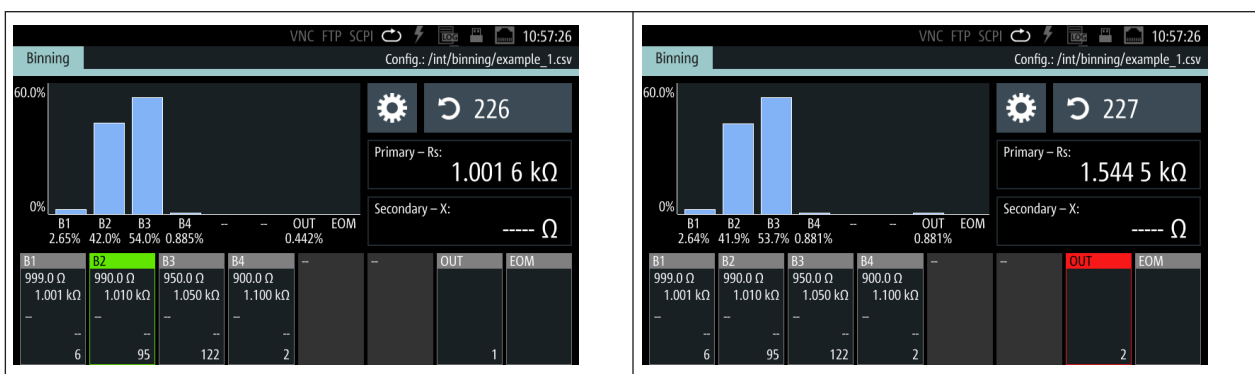 VNC FTP SCPI LOG 10:57:26
Binning Config.: /int/binning/example_1.csv
60.0%
226
Primary – Rs:
1.001 6 kΩ
0%
Secondary – X:
----- Ω
B1 B2 B3 B4 -- -- OUT EOM
2.65% 42.0% 54.0% 0.885% 0.442%
B1 B2 B3 B4 -- -- OUT EOM
999.0 Ω 990.0 Ω 950.0 Ω 900.0 Ω
1.001 kΩ 1.010 kΩ 1.050 kΩ 1.100 kΩ
-- -- -- --
-- -- -- --
6 95 122 2 1
VNC FTP SCPI LOG 10:57:26
Binning Config.: /int/binning/example_1.csv
60.0%
227
Primary – Rs:
1.544 5 kΩ
0%
Secondary – X:
----- Ω
B1 B2 B3 B4 -- -- OUT EOM
2.64% 41.9% 53.7% 0.881% 0.881%
B1 B2 B3 B4 -- -- OUT EOM
999.0 Ω 990.0 Ω 950.0 Ω 900.0 Ω
1.001 kΩ 1.010 kΩ 1.050 kΩ 1.100 kΩ
-- -- -- --
-- -- -- --
6 95 122 2 2